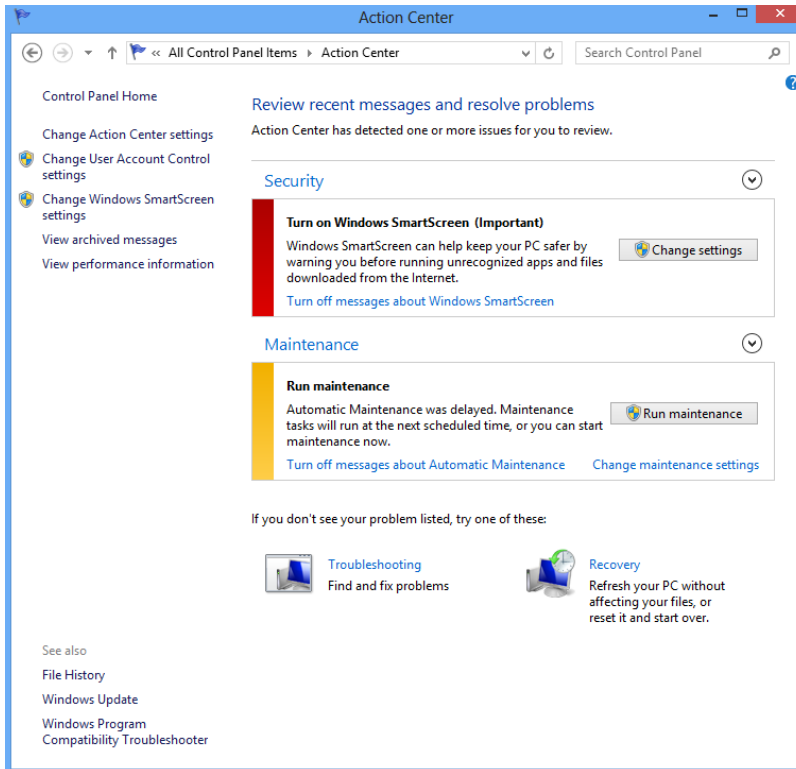 Action Center
« All Control Panel Items Action Center
Search Control Panel
?
Control Panel Home
Change Action Center settings
Change User Account Control
settings
Change Windows SmartScreen
settings
View archived messages
View performance information
Review recent messages and resolve problems
Action Center has detected one or more issues for you to review.
Security
Turn on Windows SmartScreen (Important)
Windows SmartScreen can help keep your PC safer by
warning you before running unrecognized apps and files
downloaded from the Internet.
Change settings
Turn off messages about Windows SmartScreen
Maintenance
Run maintenance
Automatic Maintenance was delayed. Maintenance
tasks will run at the next scheduled time, or you can start
maintenance now.
Run maintenance
Turn off messages about Automatic Maintenance Change maintenance settings
If you don't see your problem listed, try one of these:
Troubleshooting
Find and fix problems
Recovery
Refresh your PC without
affecting your files, or
reset it and start over.
See also
File History
Windows Update
Windows Program
Compatibility Troubleshooter